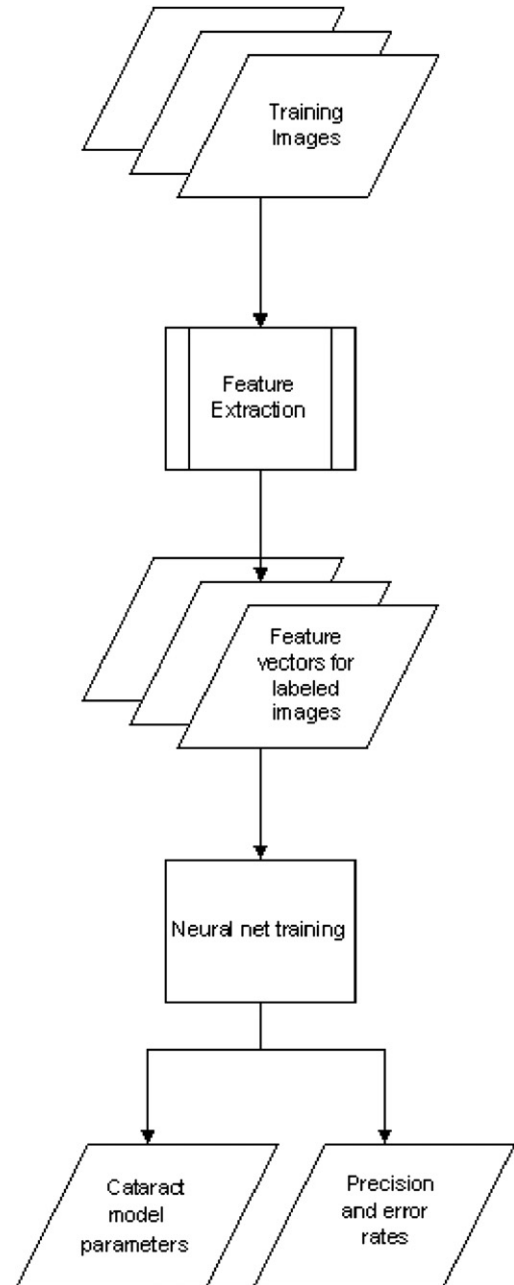 Training
Images
Feature
Extraction
Feature
vectors for
labeled
images
Neural net training
Cataract
model
parameters
Precision
and error
rates